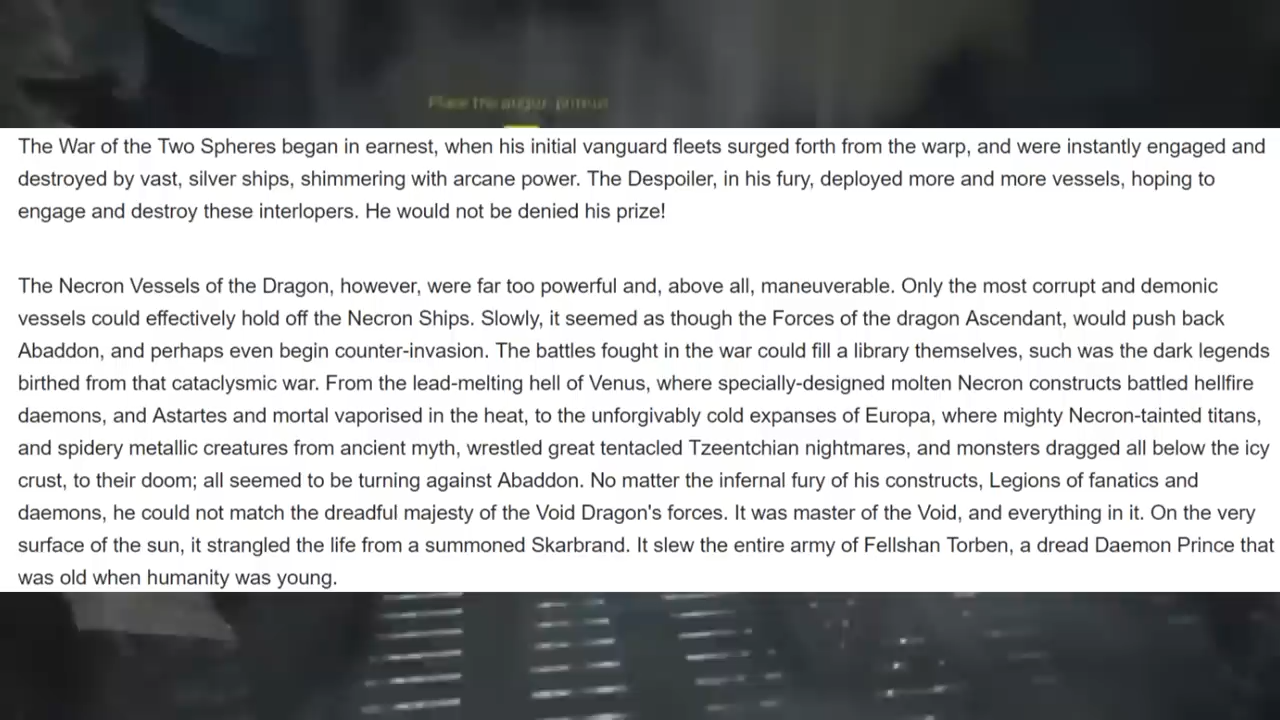 Place the auger
The War of the Two Spheres began in earnest, when his initial vanguard fleets surged forth from the warp, and were instantly engaged and
destroyed by vast, silver ships, shimmering with arcane power. The Despoiler, in his fury, deployed more and more vessels, hoping to
engage and destroy these interlopers. He would not be denied his prize!
The Necron Vessels of the Dragon, however, were far too powerful and, above all, maneuverable. Only the most corrupt and demonic
vessels could effectively hold off the Necron Ships. Slowly, it seemed as though the Forces of the dragon Ascendant, would push back
Abaddon, and perhaps even begin counter-invasion. The battles fought in the war could fill a library themselves, such was the dark legends
birthed from that cataclysmic war. From the lead-melting hell of Venus, where specially-designed molten Necron constructs battled hellfire
daemons, and Astartes and mortal vaporised in the heat, to the unforgivably cold expanses of Europa, where mighty Necron-tainted titans,
and spidery metallic creatures from ancient myth, wrestled great tentacled Tzeentchian nightmares, and monsters dragged all below the icy
crust, to their doom; all seemed to be turning against Abaddon. No matter the infernal fury of his constructs, Legions of fanatics and
daemons, he could not match the dreadful majesty of the Void Dragon's forces. It was master of the Void, and everything in it. On the very
surface of the sun, it strangled the life from a summoned Skarbrand. It slew the entire army of Fellshan Torben, a dread Daemon Prince that
was old when humanity was young.